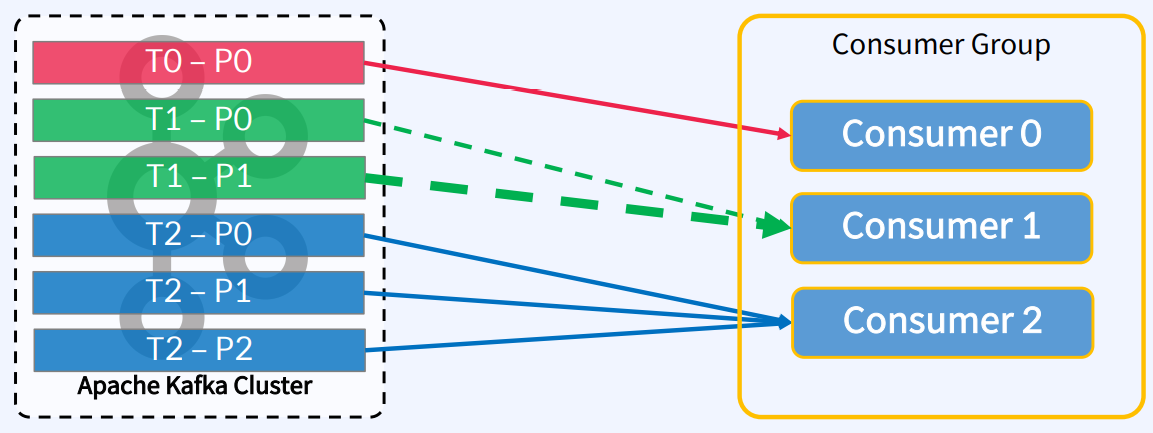 T0 – P0
T1 – P0
T1 – P1
T2 – P0
T2 – P1
T2 – P2
Apache Kafka Cluster
Consumer Group
Consumer 0
Consumer 1
Consumer 2